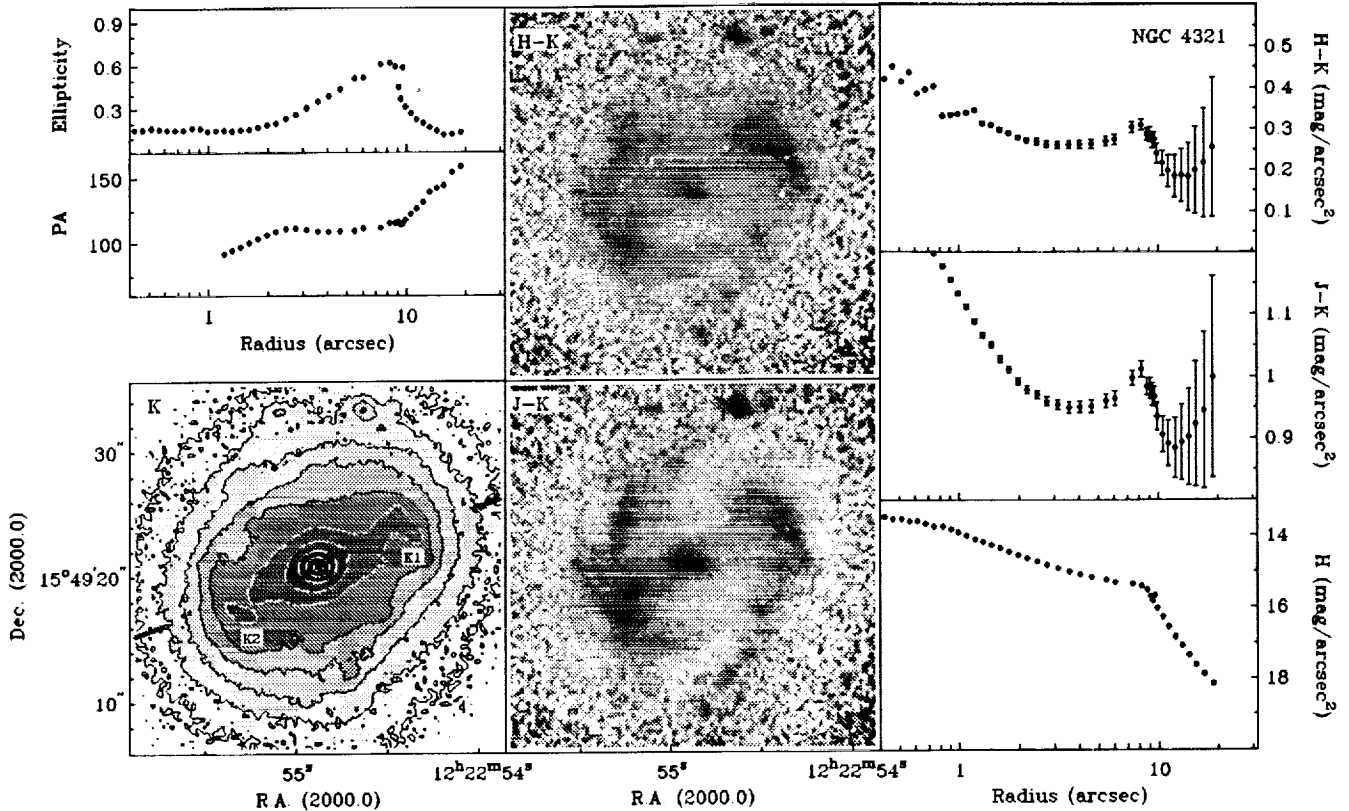 0.9
0.6
0.3
Ellipticity
150
100
PA
1
10
Radius (arcsec)
H-K
NGC 4321
0.5
0.4
0.3
0.2
0.1
H-K (mag/arcsec²)
1.1
1
0.9
J-K (mag/arcsec²)
K
30"
15°49'20"
10"
K1
K2
Dec. (2000.0)
J-K
14
16
18
H (mag/arcsec²)
55ˢ
12ʰ22ᵐ54ˢ
R.A. (2000.0)
55ˢ
12ʰ22ᵐ54ˢ
R.A. (2000.0)
1
10
Radius (arcsec)